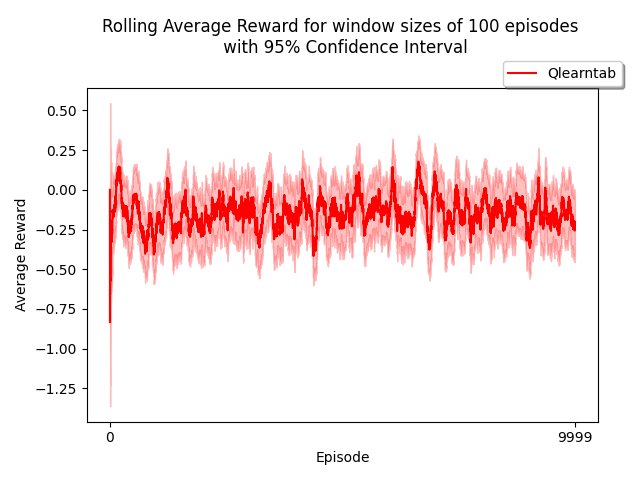 Rolling Average Reward for window sizes of 100 episodes
with 95% Confidence Interval
Qlearntab
0.50
0.25
0.00
−0.25
−0.50
−0.75
−1.00
−1.25
Average Reward
0 9999
Episode